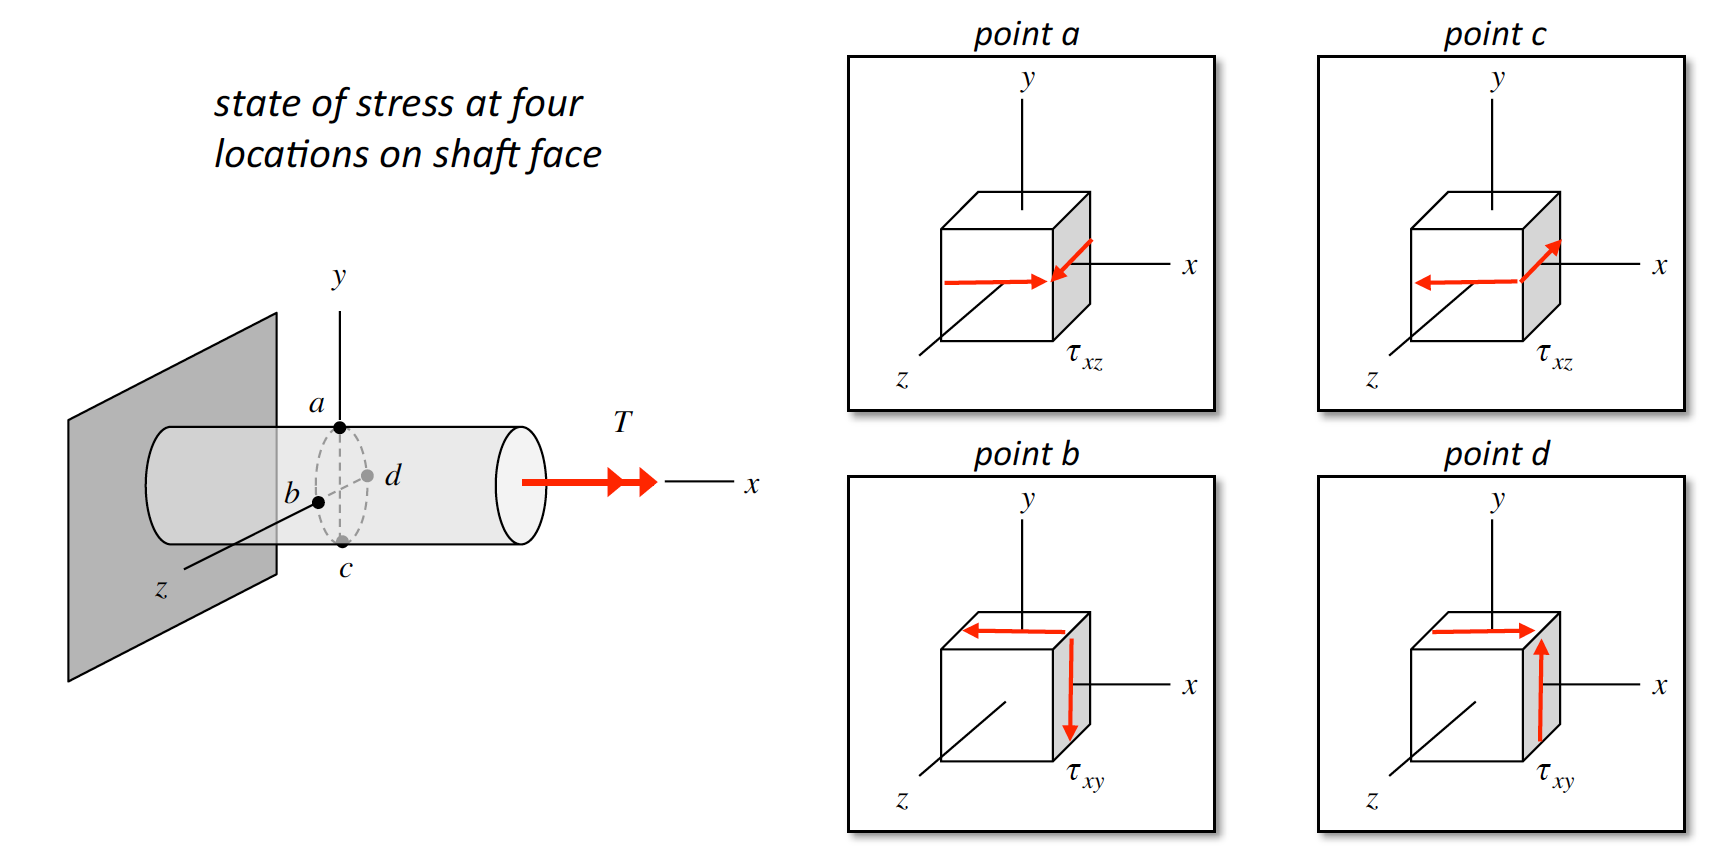 state of stress at four
locations on shaft face
y
a
T
d
b
x
c
z
point a
y
x
z
τxz
point c
y
x
z
τxz
point b
y
x
z
τxy
point d
y
x
z
τxy